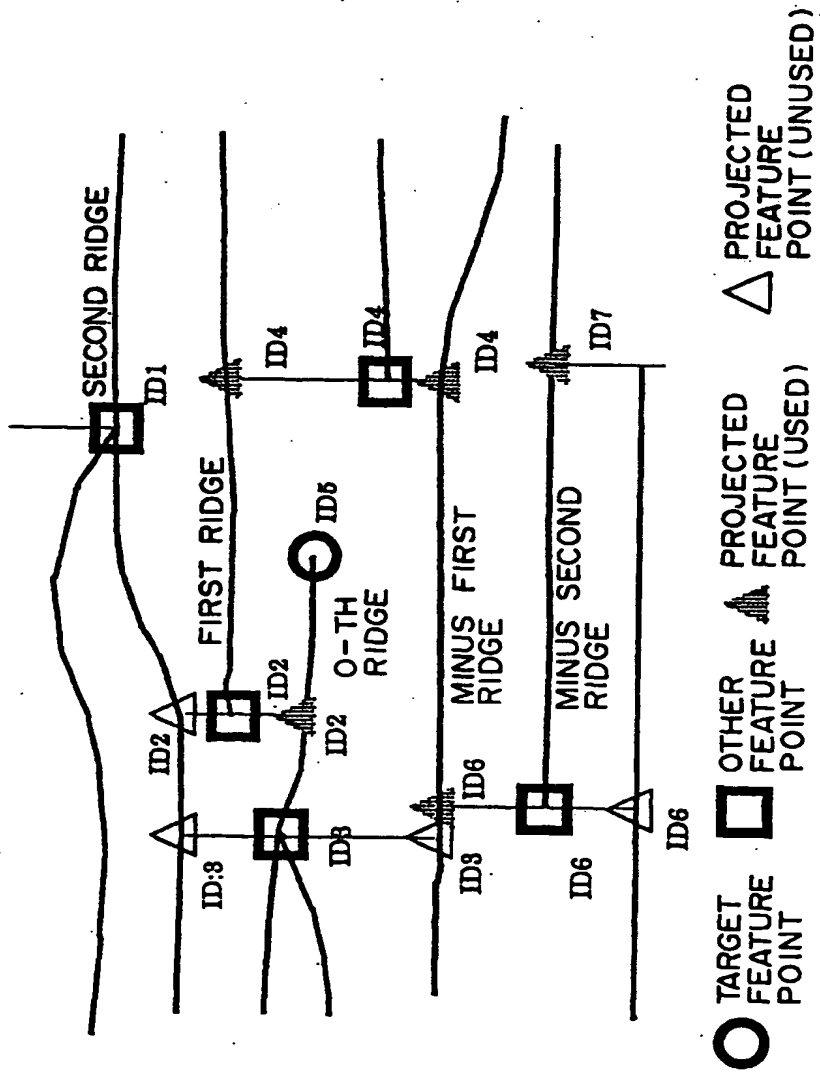 SECOND RIDGE
ID1
FIRST RIDGE
ID4
ID4
ID2
ID2
ID5
ID2
O-TH
RIDGE
ID:3
ID3
ID4
MINUS FIRST
RIDGE
ID6
ID3
ID7
MINUS SECOND
RIDGE
ID6
ID6
TARGET
FEATURE
POINT
OTHER
FEATURE
POINT
PROJECTED
FEATURE
POINT (USED)
PROJECTED
FEATURE
POINT (UNUSED)